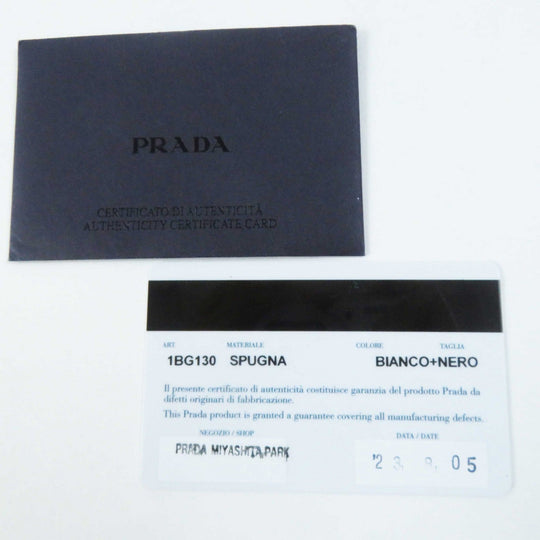 PRADA
CERTIFICATO DI AUTENTICITÀ
AUTHENTICITY CERTIFICATE CARD
ART MATERIALE COLORE TAGLIA
1BG130 SPUGNA BIANCO+NERO
Il presente certificato di autenticità costituisce garanzia del prodotto Prada da
difetti originari di fabbricazione.
This Prada product is granted a guarantee covering all manufacturing defects.
NEGOZIO / SHOP DATA / DATE
PRADA MIYASHITA PARK '23. 8. 05